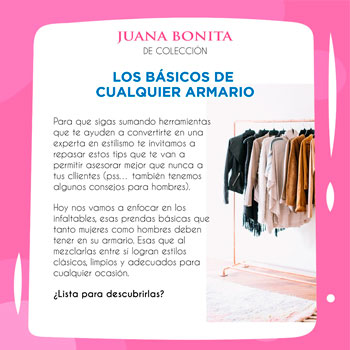 JUANA BONITA
DE COLECCIÓN
LOS BÁSICOS DE
CUALQUIER ARMARIO
Para que sigas sumando herramientas
que te ayuden a convertirte en una
experta en estilismo te invitamos a
repasar estos tips que te van a
permitir asesorar mejor que nunca a
tus cllientes (pss... también tenemos
algunos consejos para hombres).
Hoy nos vamos a enfocar en los
infaltables, esas prendas básicas que
tanto mujeres como hombres deben
tener en su armario. Esas que al
mezclarlas entre si logran estilos
clásicos, limpios y adecuados para
cualquier ocasión.
¿Lista para descubrirlas?